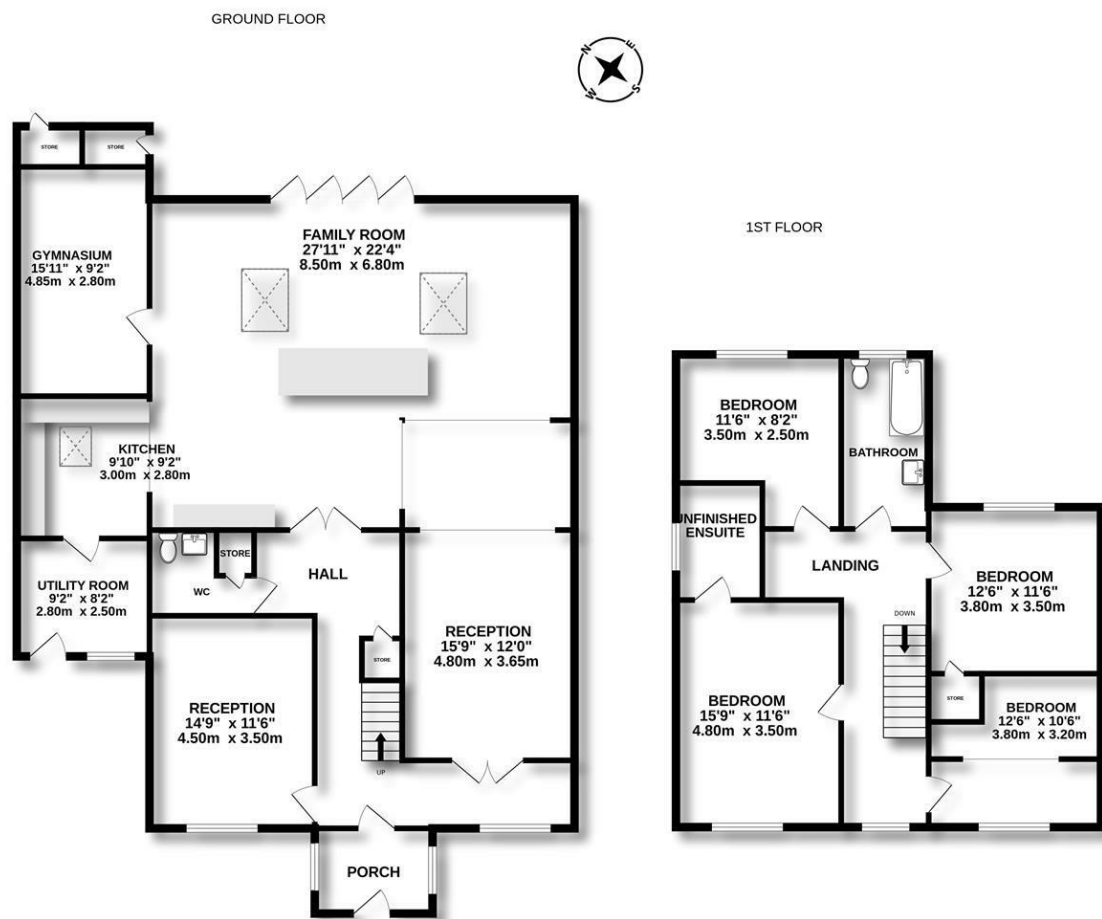 GROUND FLOOR
N
E
W
S
STORE
STORE
GYMNASIUM
15'11" x 9'2"
4.85m x 2.80m
FAMILY ROOM
27'11" x 22'4"
8.50m x 6.80m
KITCHEN
9'10" x 9'2"
3.00m x 2.80m
UTILITY ROOM
9'2" x 8'2"
2.80m x 2.50m
WC
STORE
HALL
STORE
UP
RECEPTION
15'9" x 12'0"
4.80m x 3.65m
RECEPTION
14'9" x 11'6"
4.50m x 3.50m
PORCH
1ST FLOOR
BEDROOM
11'6" x 8'2"
3.50m x 2.50m
BATHROOM
UNFINISHED
ENSUITE
LANDING
DOWN
BEDROOM
12'6" x 11'6"
3.80m x 3.50m
STORE
BEDROOM
15'9" x 11'6"
4.80m x 3.50m
BEDROOM
12'6" x 10'6"
3.80m x 3.20m